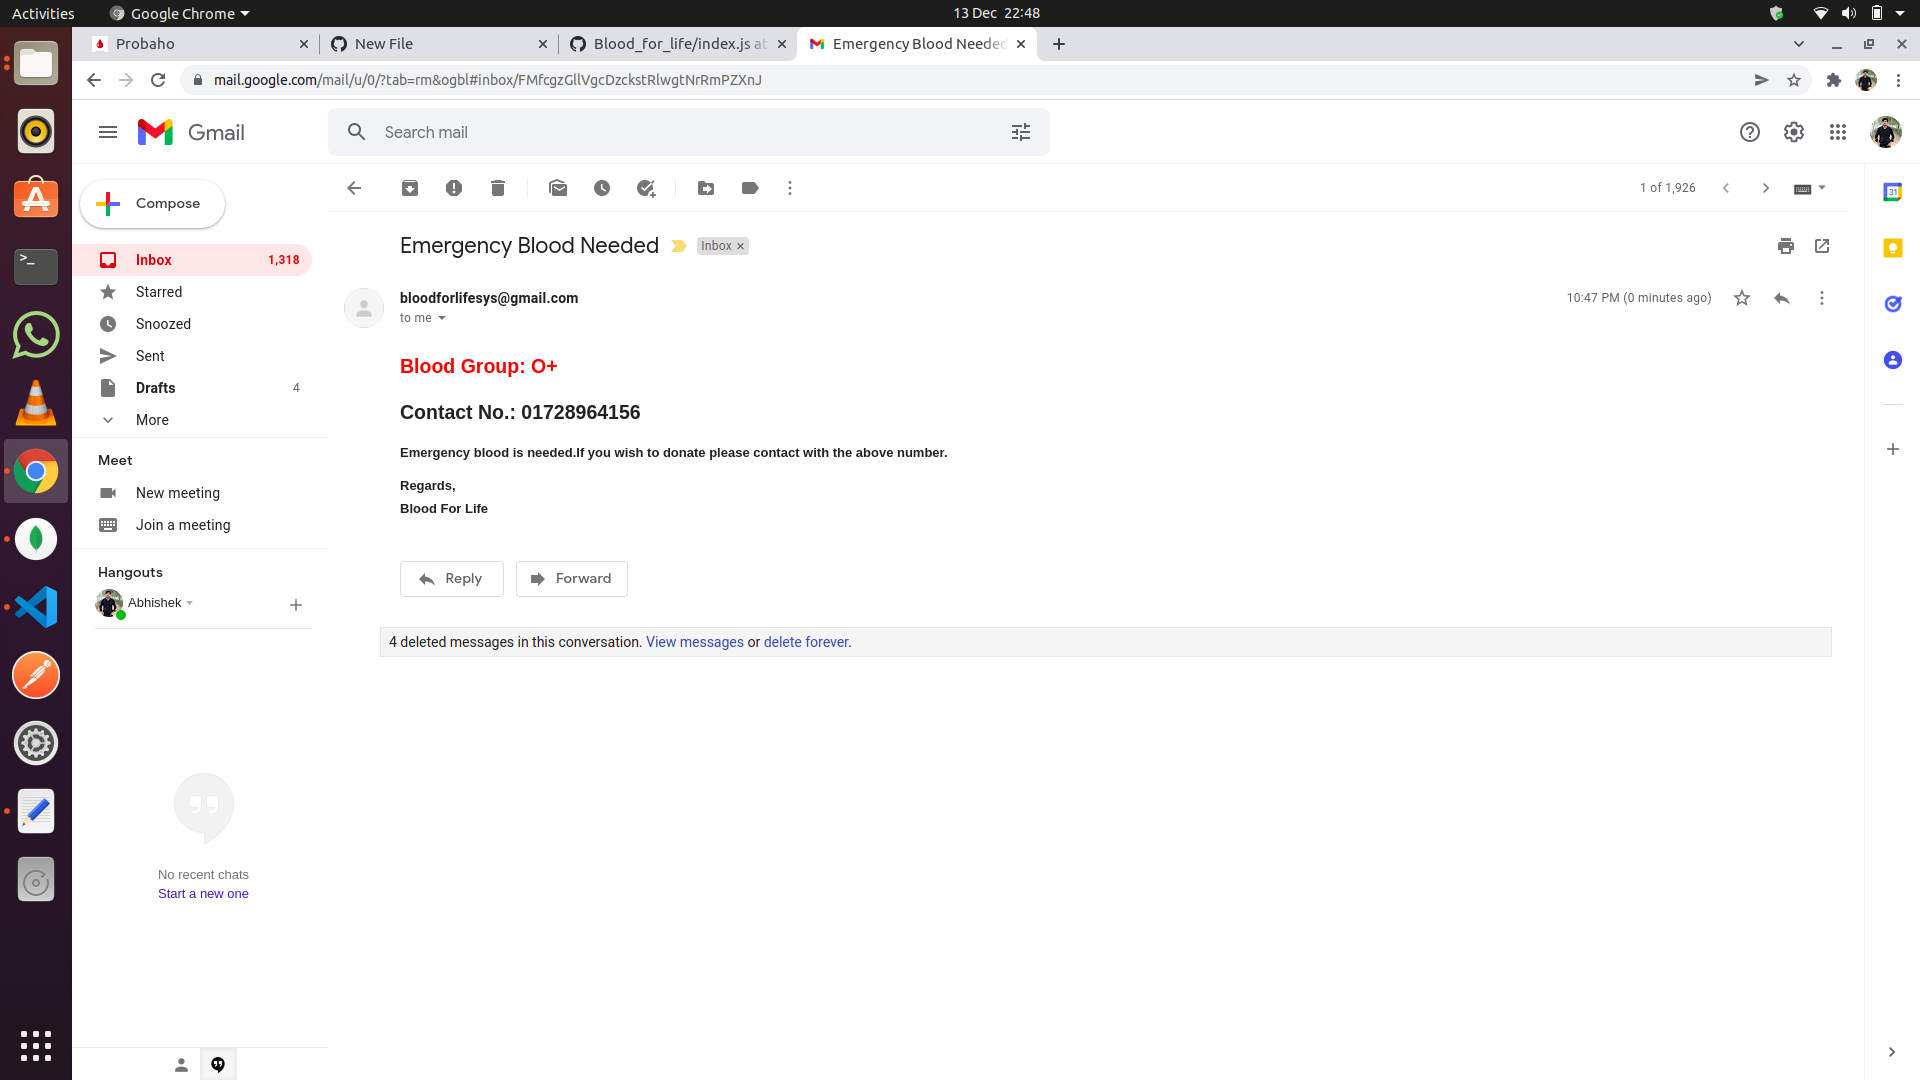 Activities
Google Chrome
13 Dec 22:48
Probaho
New File
Blood_for_life/index.js at
Emergency Blood Needed
mail.google.com/mail/u/0/?tab=rm&ogbl#inbox/FMfcgzGllVgcDzckstRlwgtNrRmPZXnJ
Gmail
Search mail
Compose
1 of 1,926
31
Inbox
1,318
Starred
Snoozed
Sent
Drafts
4
More
Meet
New meeting
Join a meeting
Hangouts
Abhishek
No recent chats
Start a new one
Emergency Blood Needed
Inbox
bloodforlifesys@gmail.com
10:47 PM (0 minutes ago)
to me
Blood Group: O+
Contact No.: 01728964156
Emergency blood is needed.If you wish to donate please contact with the above number.
Regards,
Blood For Life
Reply
Forward
4 deleted messages in this conversation. View messages or delete forever.